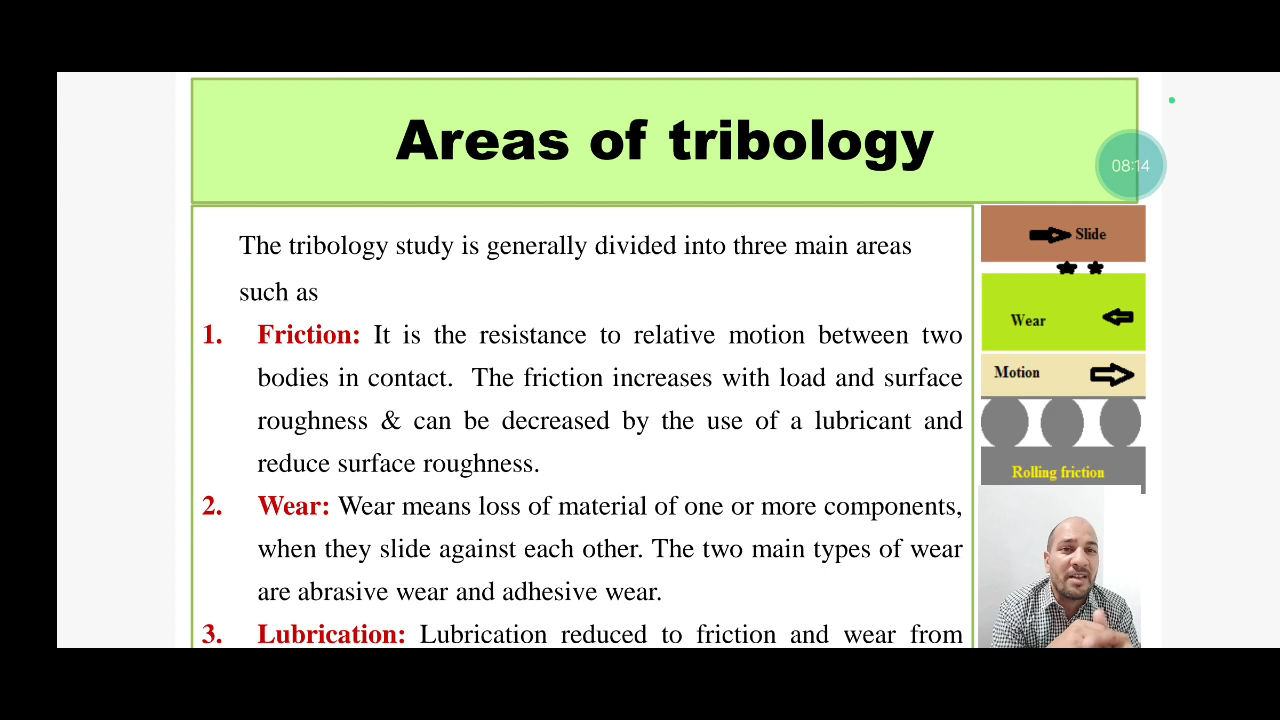 Areas of tribology
08:14
The tribology study is generally divided into three main areas
such as
1. Friction: It is the resistance to relative motion between two
bodies in contact. The friction increases with load and surface
roughness & can be decreased by the use of a lubricant and
reduce surface roughness.
2. Wear: Wear means loss of material of one or more components,
when they slide against each other. The two main types of wear
are abrasive wear and adhesive wear.
3. Lubrication: Lubrication reduced to friction and wear from
Slide
Wear
Motion
Rolling friction